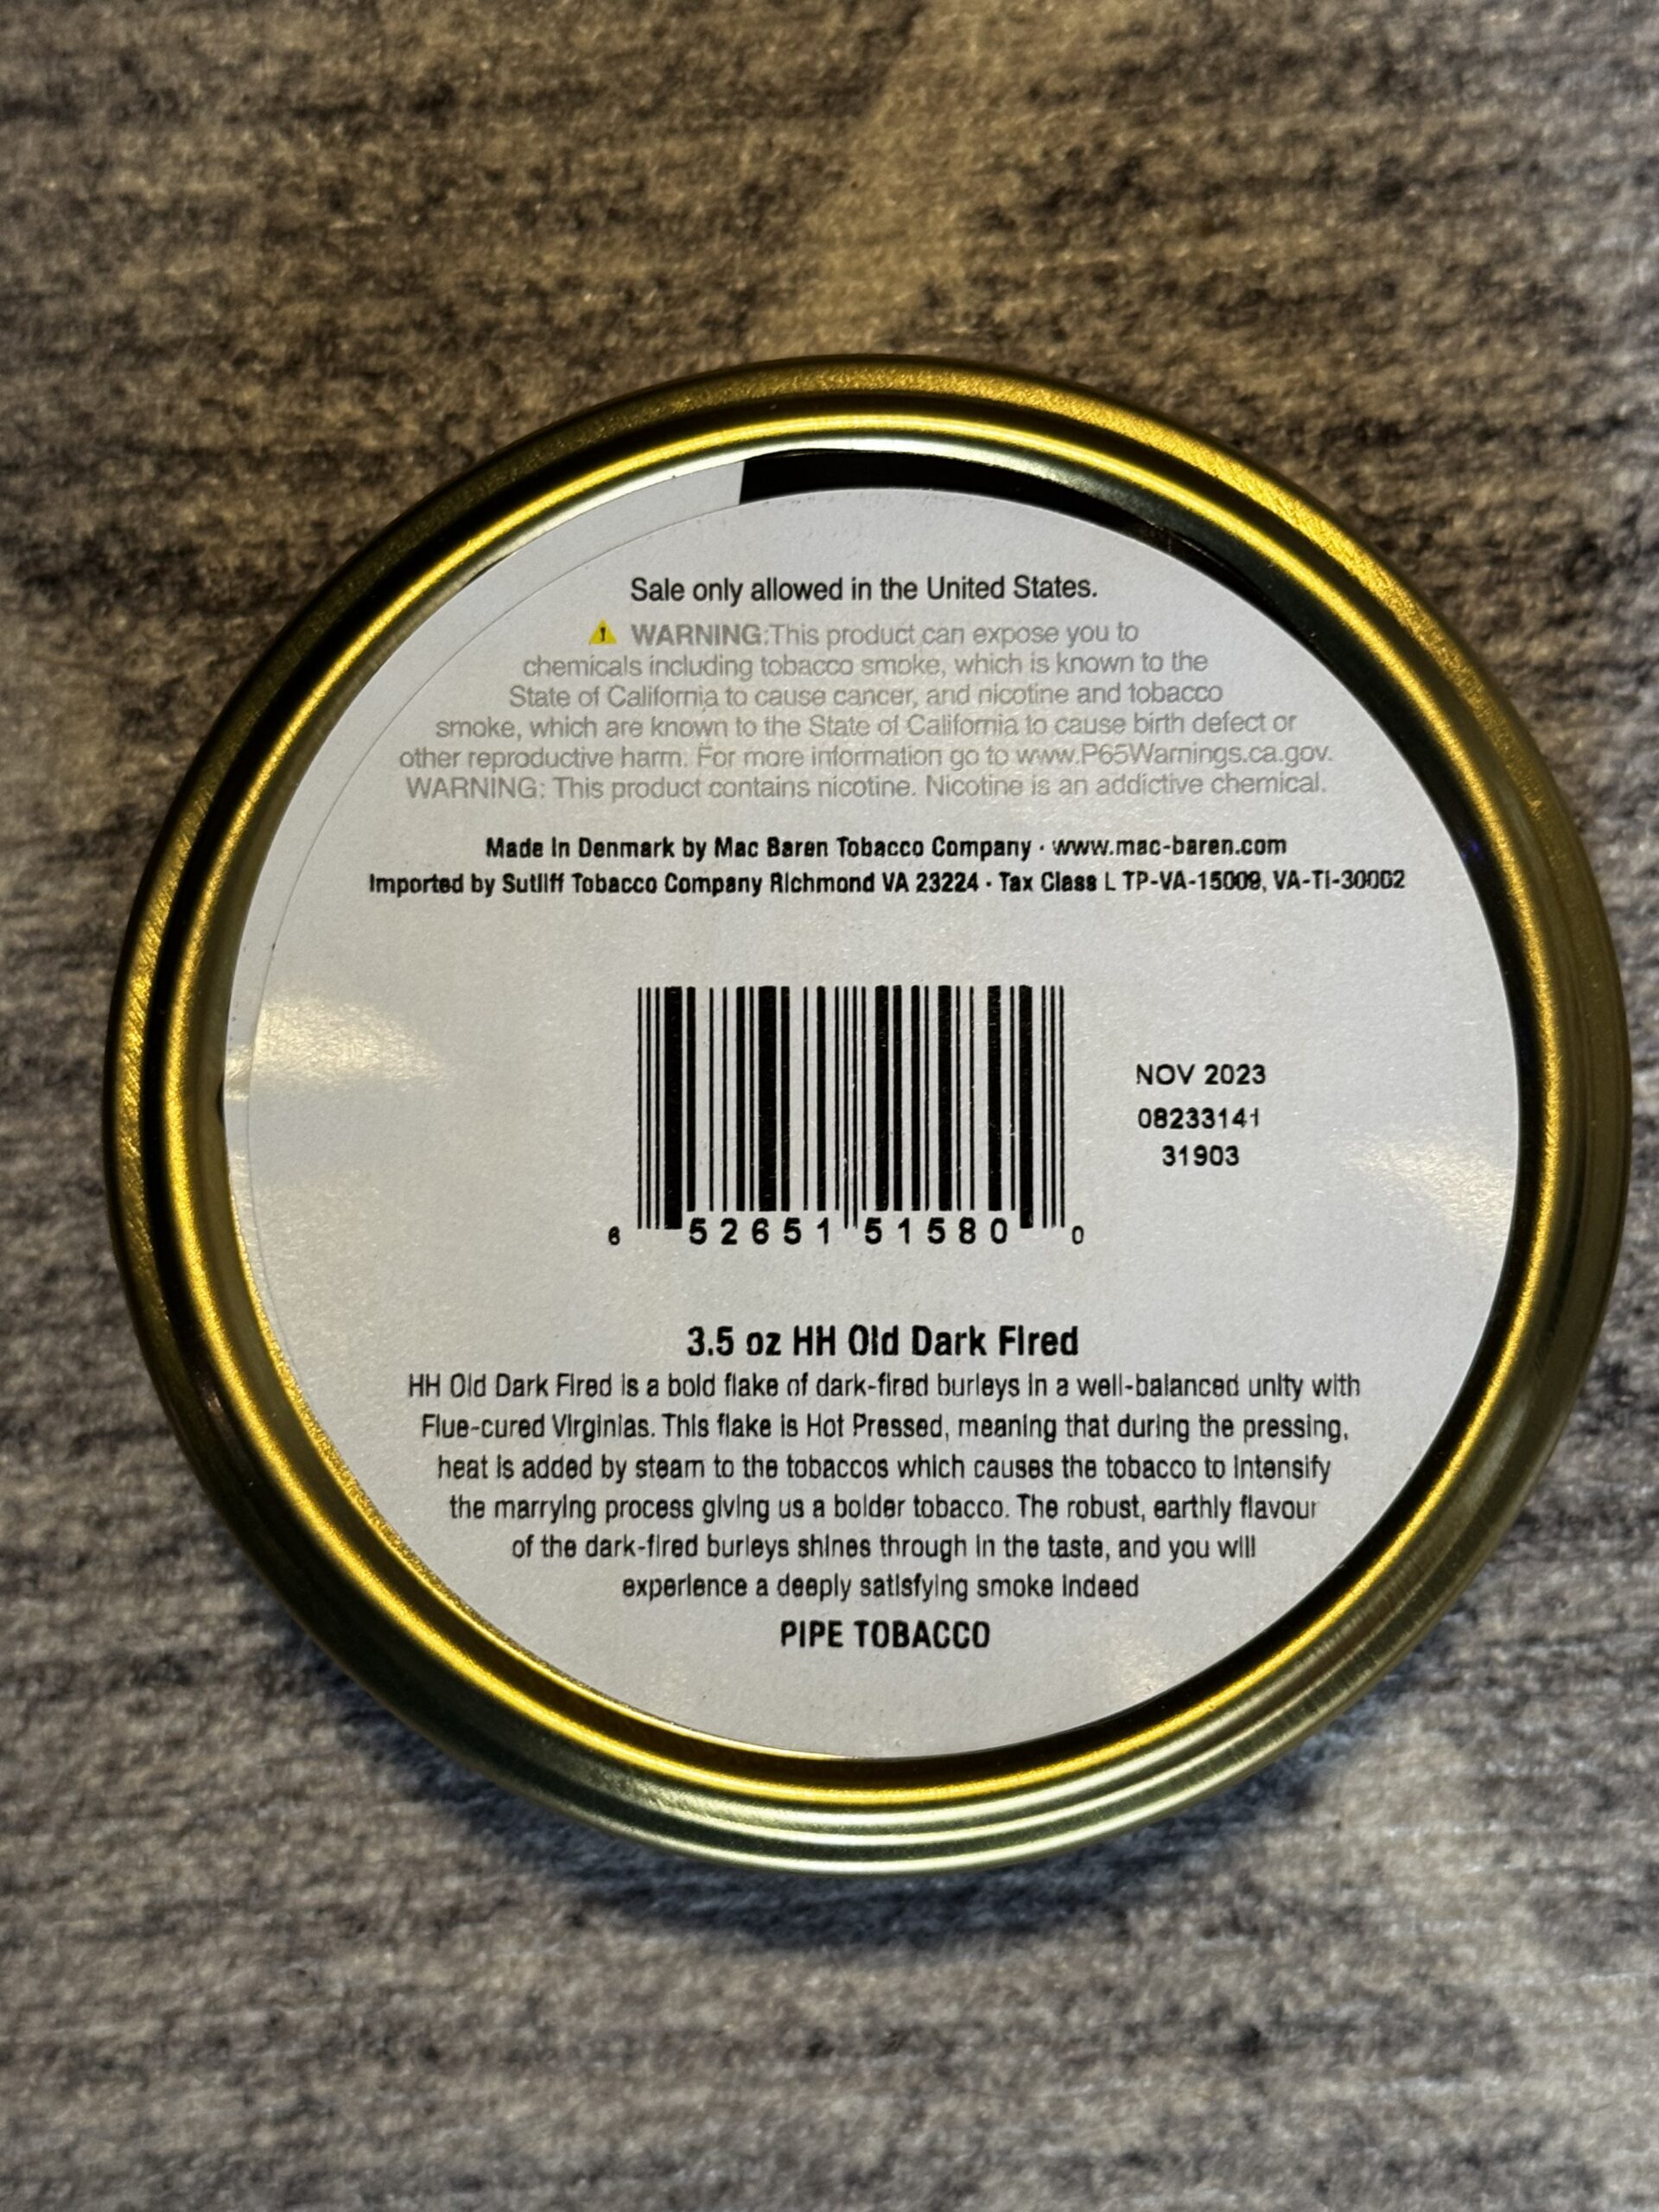 Sale only allowed in the United States.
WARNING:This product can expose you to
chemicals including tobacco smoke, which is known to the
State of California to cause cancer, and nicotine and tobacco
smoke, which are known to the State of California to cause birth defect or
other reproductive harm. For more information go to www.P65Warnings.ca.gov.
WARNING: This product contains nicotine. Nicotine is an addictive chemical.
Made in Denmark by Mac Baren Tobacco Company · www.mac-baren.com
Imported by Sutliff Tobacco Company Richmond VA 23224 · Tax Class L TP-VA-15009, VA-TI-30002
NOV 2023
08233141
31903
6 52651 51580 0
3.5 oz HH Old Dark Fired
HH Old Dark Fired is a bold flake of dark-fired burleys in a well-balanced unity with
Flue-cured Virginias. This flake is Hot Pressed, meaning that during the pressing,
heat is added by steam to the tobaccos which causes the tobacco to intensify
the marrying process giving us a bolder tobacco. The robust, earthly flavour
of the dark-fired burleys shines through in the taste, and you will
experience a deeply satisfying smoke indeed
PIPE TOBACCO